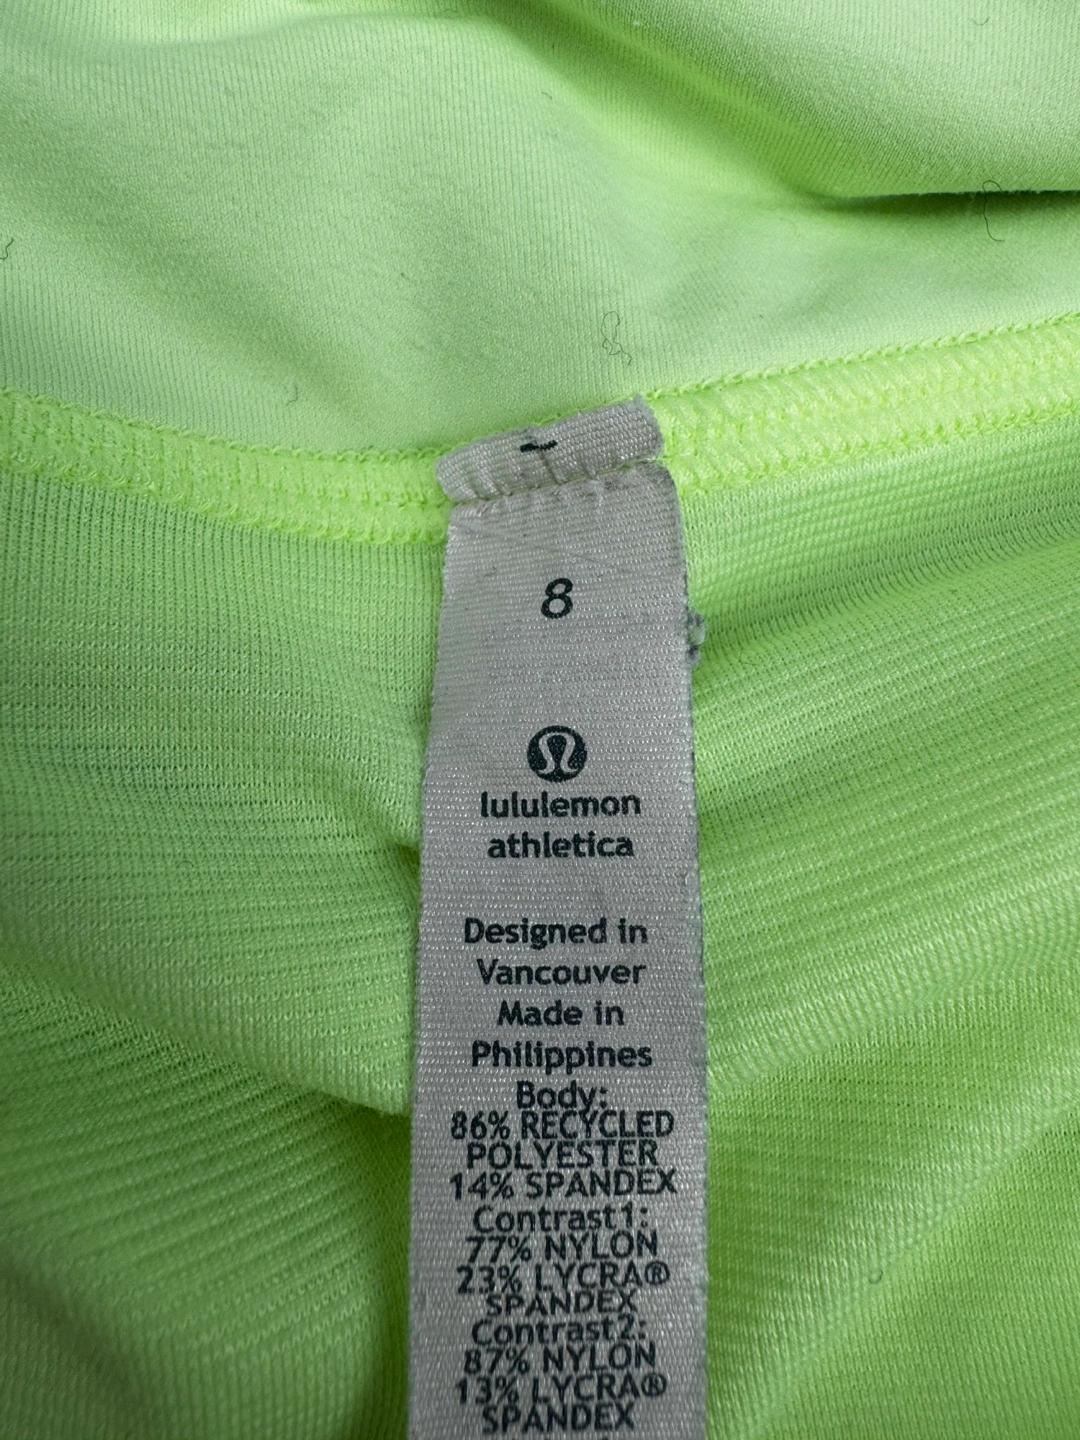 8
lululemon
athletica
Designed in
Vancouver
Made in
Philippines
Body:
86% RECYCLED
POLYESTER
14% SPANDEX
Contrast1:
77% NYLON
23% LYCRA®
SPANDEX
Contrast2:
87% NYLON
13% LYCRA®
SPANDEX